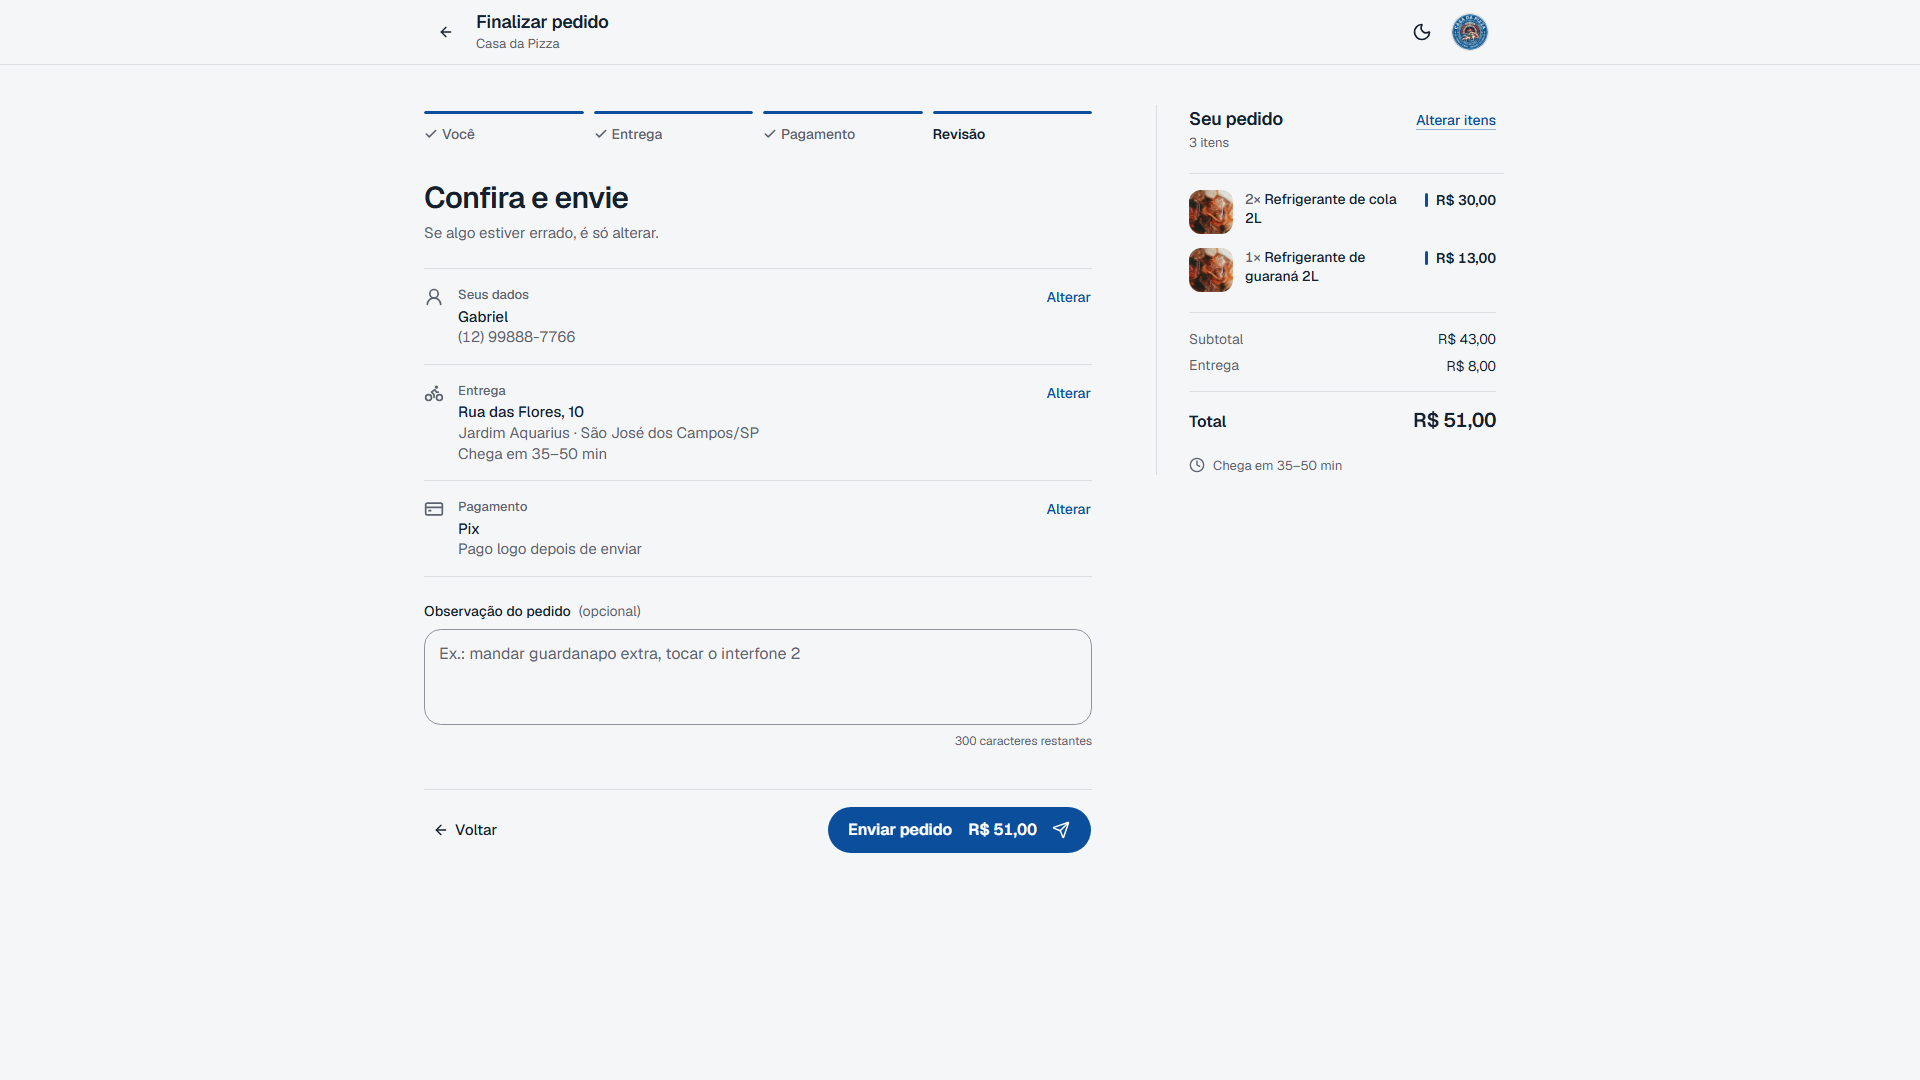 Finalizar pedido
Casa da Pizza
Você
Entrega
Pagamento
Revisão
Confira e envie
Se algo estiver errado, é só alterar.
Seus dados
Alterar
Gabriel
(12) 99888-7766
Entrega
Alterar
Rua das Flores, 10
Jardim Aquarius · São José dos Campos/SP
Chega em 35–50 min
Pagamento
Alterar
Pix
Pago logo depois de enviar
Observação do pedido (opcional)
Ex.: mandar guardanapo extra, tocar o interfone 2
300 caracteres restantes
Voltar
Enviar pedido R$ 51,00
Seu pedido
Alterar itens
3 itens
2× Refrigerante de cola
2L
R$ 30,00
1× Refrigerante de
guaraná 2L
R$ 13,00
Subtotal
R$ 43,00
Entrega
R$ 8,00
Total
R$ 51,00
Chega em 35–50 min